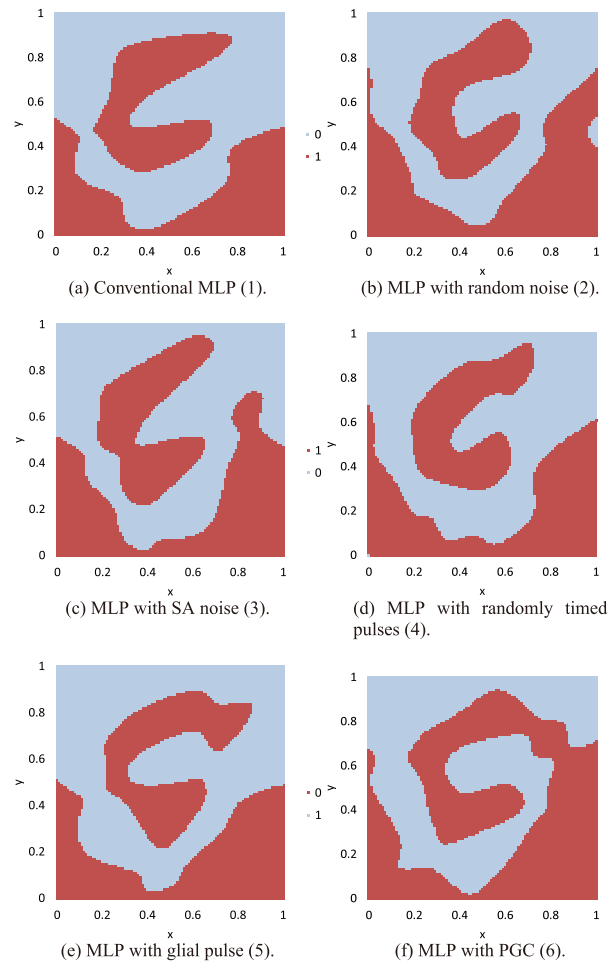 1
0.8
0.6
y
0.4
0.2
0
0 0.2 0.4 0.6 0.8 1
x
0
1
(a) Conventional MLP (1).
1
0.8
0.6
y
0.4
0.2
0
0 0.2 0.4 0.6 0.8 1
x
(b) MLP with random noise (2).
1
0.8
0.6
y
0.4
0.2
0
0 0.2 0.4 0.6 0.8 1
x
1
0
(c) MLP with SA noise (3).
1
0.8
0.6
y
0.4
0.2
0
0 0.2 0.4 0.6 0.8 1
x
(d) MLP with randomly timed
pulses (4).
1
0.8
0.6
y
0.4
0.2
0
0 0.2 0.4 0.6 0.8 1
x
0
1
(e) MLP with glial pulse (5).
1
0.8
0.6
y
0.4
0.2
0
0 0.2 0.4 0.6 0.8 1
x
(f) MLP with PGC (6).